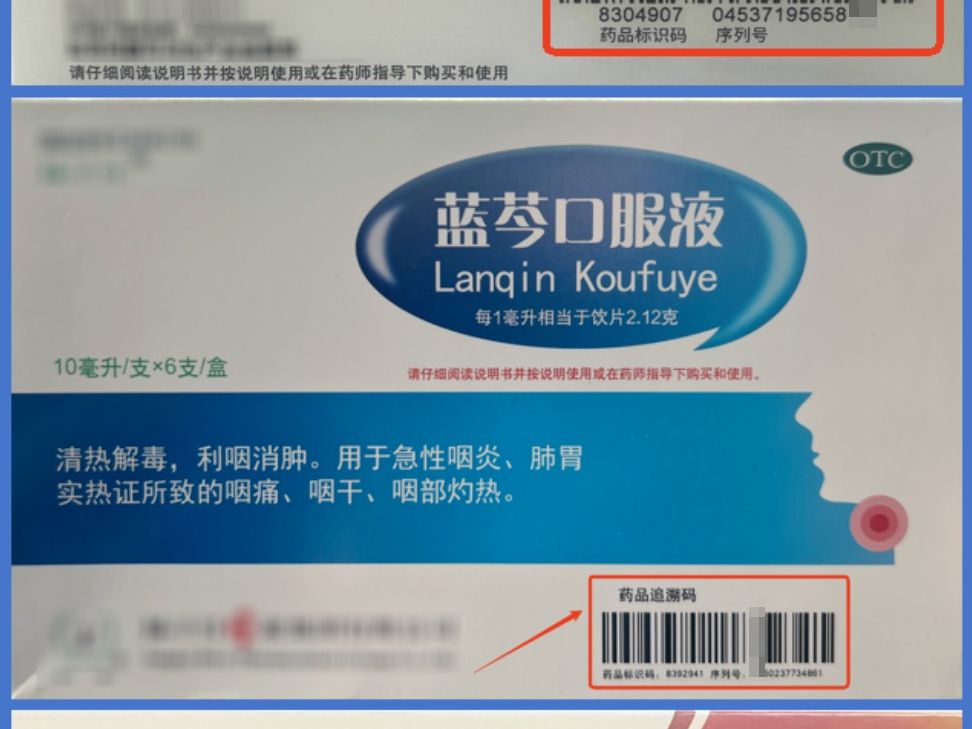 8304907 04537195658
药品标识码 序列号
请仔细阅读说明书并按说明使用或在药师指导下购买和使用
OTC
蓝芩口服液
Lanqin Koufuye
每1毫升相当于饮片2.12克
10毫升/支×6支/盒
请仔细阅读说明书并按说明使用或在药师指导下购买和使用。
清热解毒，利咽消肿。用于急性咽炎、肺胃
实热证所致的咽痛、咽干、咽部灼热。
药品追溯码
药品标识码：8392941 序列号：50237734861